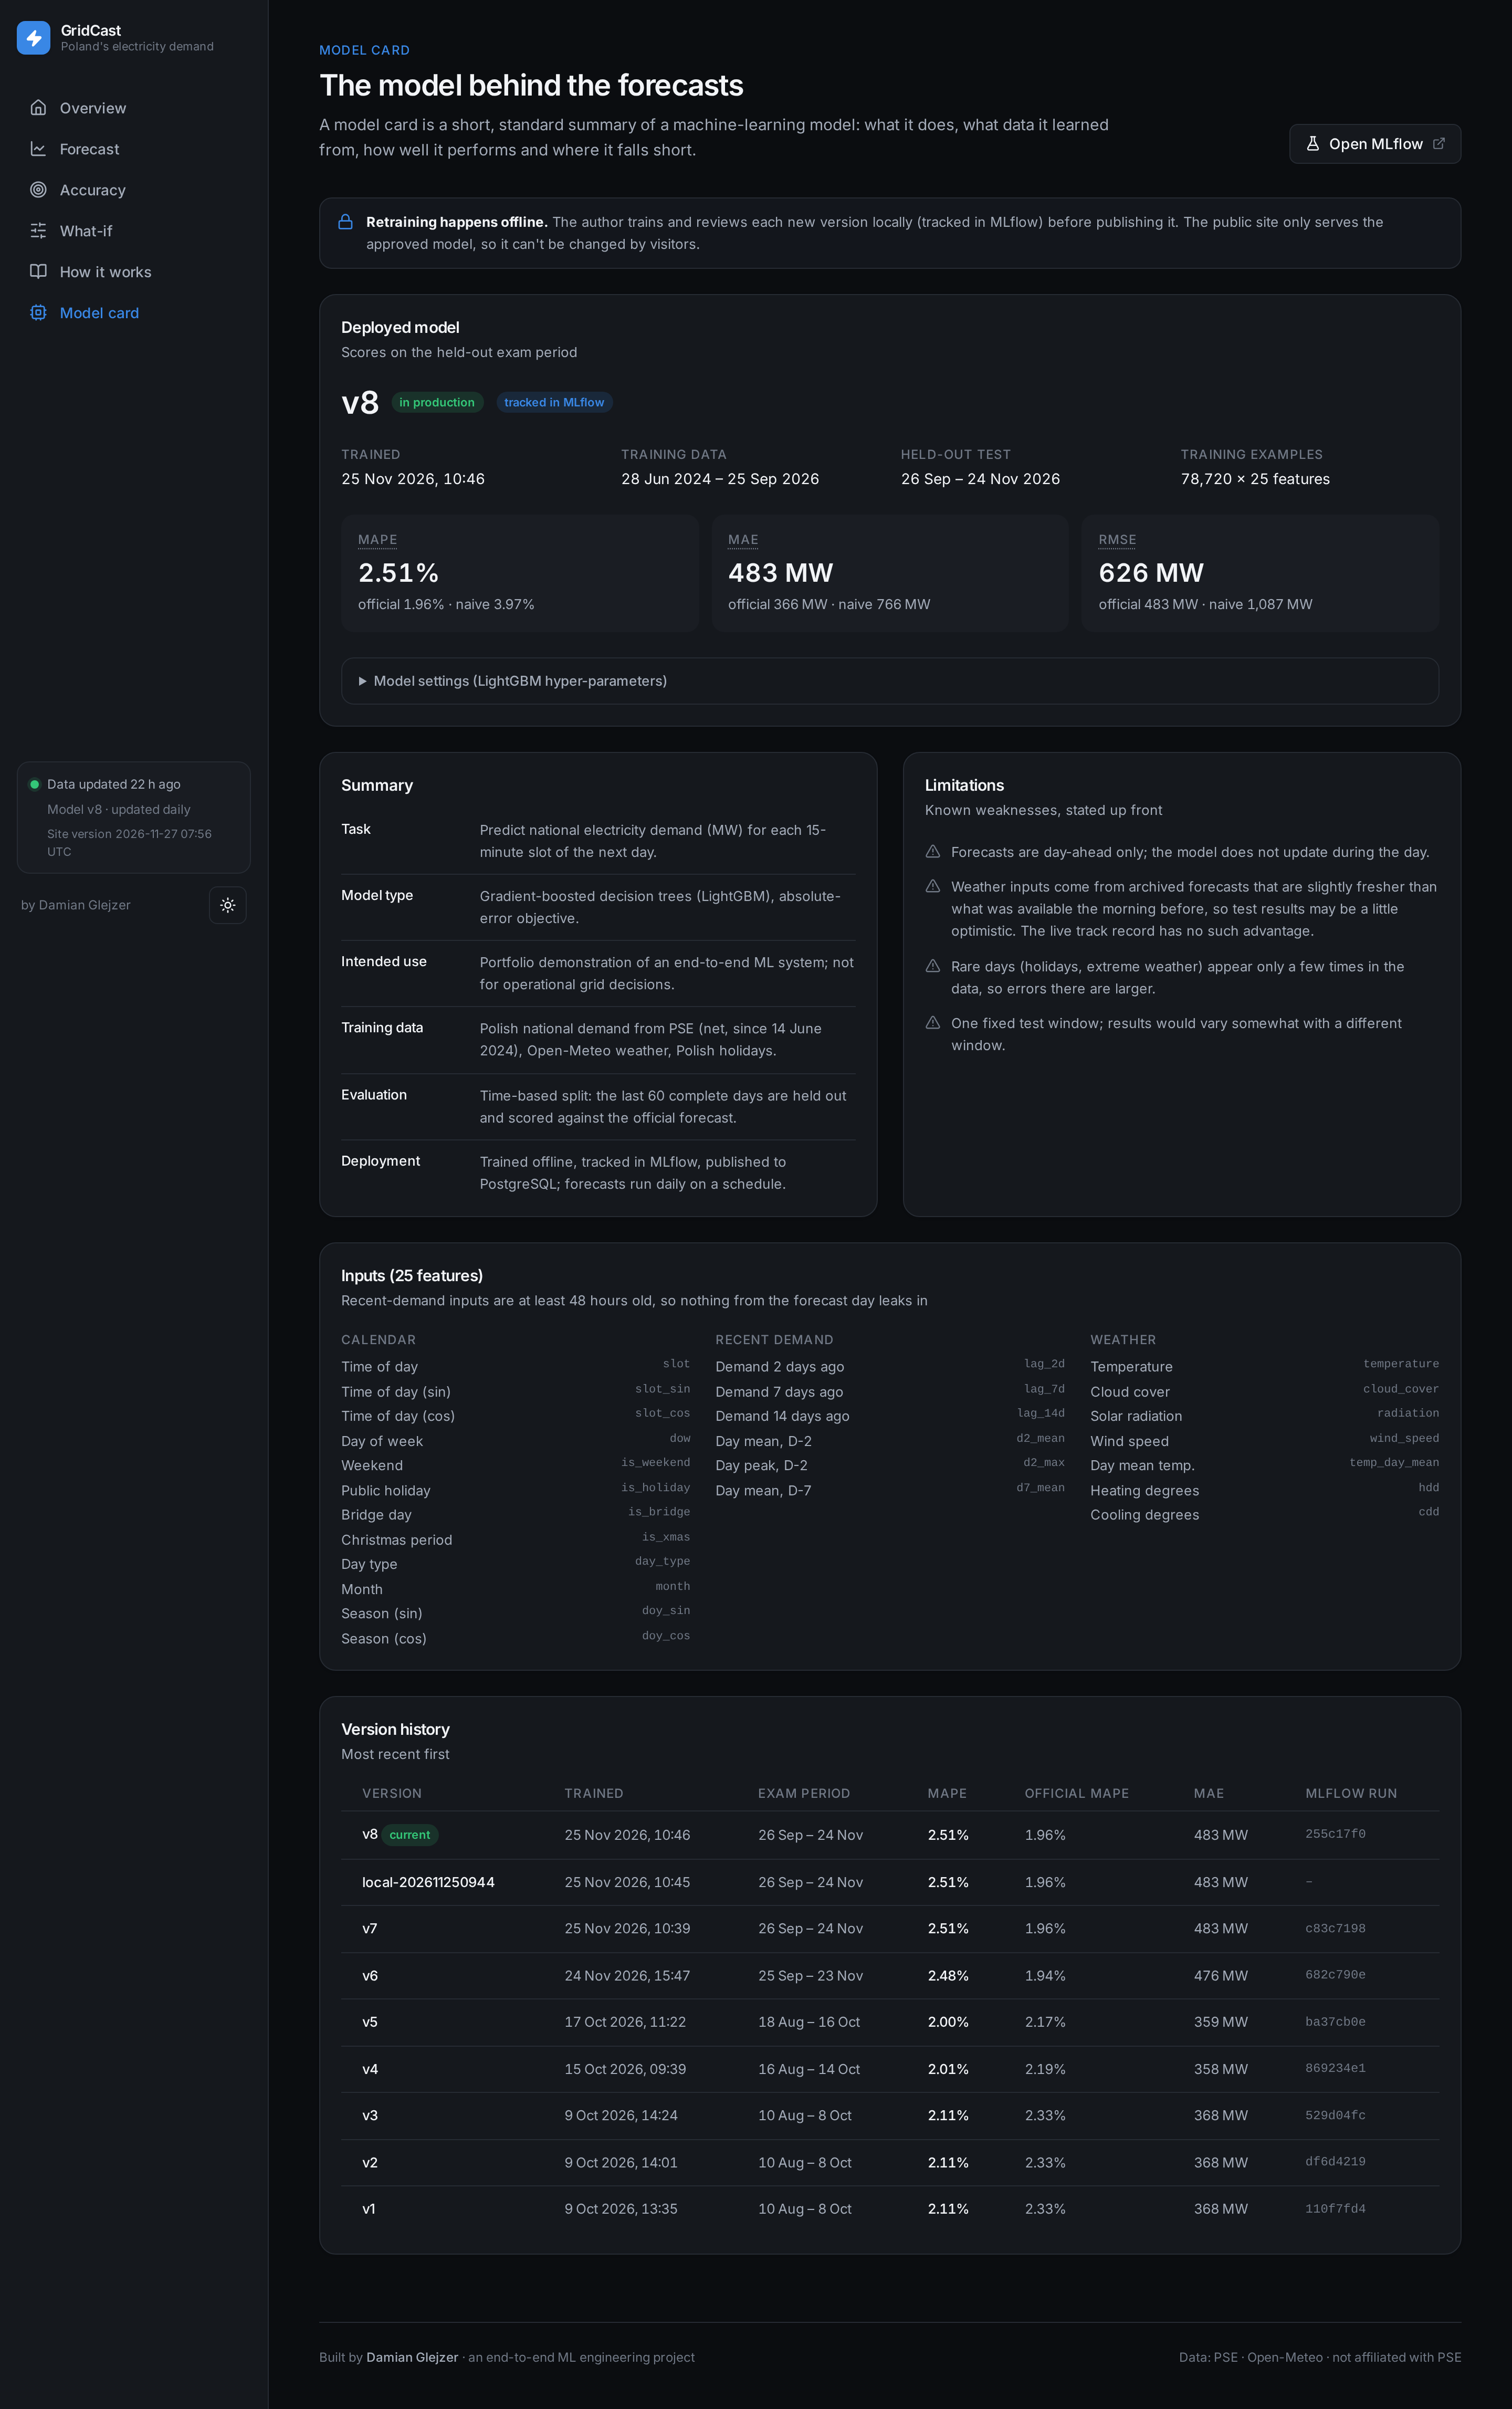 GridCast
Poland's electricity demand
Overview
Forecast
Accuracy
What-if
How it works
Model card
Data updated 22 h ago
Model v8 · updated daily
Site version 2026-11-27 07:56
UTC
by Damian Glejzer
MODEL CARD
The model behind the forecasts
A model card is a short, standard summary of a machine-learning model: what it does, what data it learned
from, how well it performs and where it falls short.
Open MLflow
Retraining happens offline. The author trains and reviews each new version locally (tracked in MLflow) before publishing it. The public site only serves the
approved model, so it can't be changed by visitors.
Deployed model
Scores on the held-out exam period
v8 in production tracked in MLflow
TRAINED TRAINING DATA HELD-OUT TEST TRAINING EXAMPLES
25 Nov 2026, 10:46 28 Jun 2024 – 25 Sep 2026 26 Sep – 24 Nov 2026 78,720 × 25 features
MAPE MAE RMSE
2.51% 483 MW 626 MW
official 1.96% · naive 3.97% official 366 MW · naive 766 MW official 483 MW · naive 1,087 MW
Model settings (LightGBM hyper-parameters)
Summary
Task Predict national electricity demand (MW) for each 15-
minute slot of the next day.
Model type Gradient-boosted decision trees (LightGBM), absolute-
error objective.
Intended use Portfolio demonstration of an end-to-end ML system; not
for operational grid decisions.
Training data Polish national demand from PSE (net, since 14 June
2024), Open-Meteo weather, Polish holidays.
Evaluation Time-based split: the last 60 complete days are held out
and scored against the official forecast.
Deployment Trained offline, tracked in MLflow, published to
PostgreSQL; forecasts run daily on a schedule.
Limitations
Known weaknesses, stated up front
Forecasts are day-ahead only; the model does not update during the day.
Weather inputs come from archived forecasts that are slightly fresher than
what was available the morning before, so test results may be a little
optimistic. The live track record has no such advantage.
Rare days (holidays, extreme weather) appear only a few times in the
data, so errors there are larger.
One fixed test window; results would vary somewhat with a different
window.
Inputs (25 features)
Recent-demand inputs are at least 48 hours old, so nothing from the forecast day leaks in
CALENDAR
Time of day slot
Time of day (sin) slot_sin
Time of day (cos) slot_cos
Day of week dow
Weekend is_weekend
Public holiday is_holiday
Bridge day is_bridge
Christmas period is_xmas
Day type day_type
Month month
Season (sin) doy_sin
Season (cos) doy_cos
RECENT DEMAND
Demand 2 days ago lag_2d
Demand 7 days ago lag_7d
Demand 14 days ago lag_14d
Day mean, D-2 d2_mean
Day peak, D-2 d2_max
Day mean, D-7 d7_mean
WEATHER
Temperature temperature
Cloud cover cloud_cover
Solar radiation radiation
Wind speed wind_speed
Day mean temp. temp_day_mean
Heating degrees hdd
Cooling degrees cdd
Version history
Most recent first
VERSION TRAINED EXAM PERIOD MAPE OFFICIAL MAPE MAE MLFLOW RUN
v8 current 25 Nov 2026, 10:46 26 Sep – 24 Nov 2.51% 1.96% 483 MW 255c17f0
local-202611250944 25 Nov 2026, 10:45 26 Sep – 24 Nov 2.51% 1.96% 483 MW –
v7 25 Nov 2026, 10:39 26 Sep – 24 Nov 2.51% 1.96% 483 MW c83c7198
v6 24 Nov 2026, 15:47 25 Sep – 23 Nov 2.48% 1.94% 476 MW 682c790e
v5 17 Oct 2026, 11:22 18 Aug – 16 Oct 2.00% 2.17% 359 MW ba37cb0e
v4 15 Oct 2026, 09:39 16 Aug – 14 Oct 2.01% 2.19% 358 MW 869234e1
v3 9 Oct 2026, 14:24 10 Aug – 8 Oct 2.11% 2.33% 368 MW 529d04fc
v2 9 Oct 2026, 14:01 10 Aug – 8 Oct 2.11% 2.33% 368 MW df6d4219
v1 9 Oct 2026, 13:35 10 Aug – 8 Oct 2.11% 2.33% 368 MW 110f7fd4
Built by Damian Glejzer · an end-to-end ML engineering project
Data: PSE · Open-Meteo · not affiliated with PSE